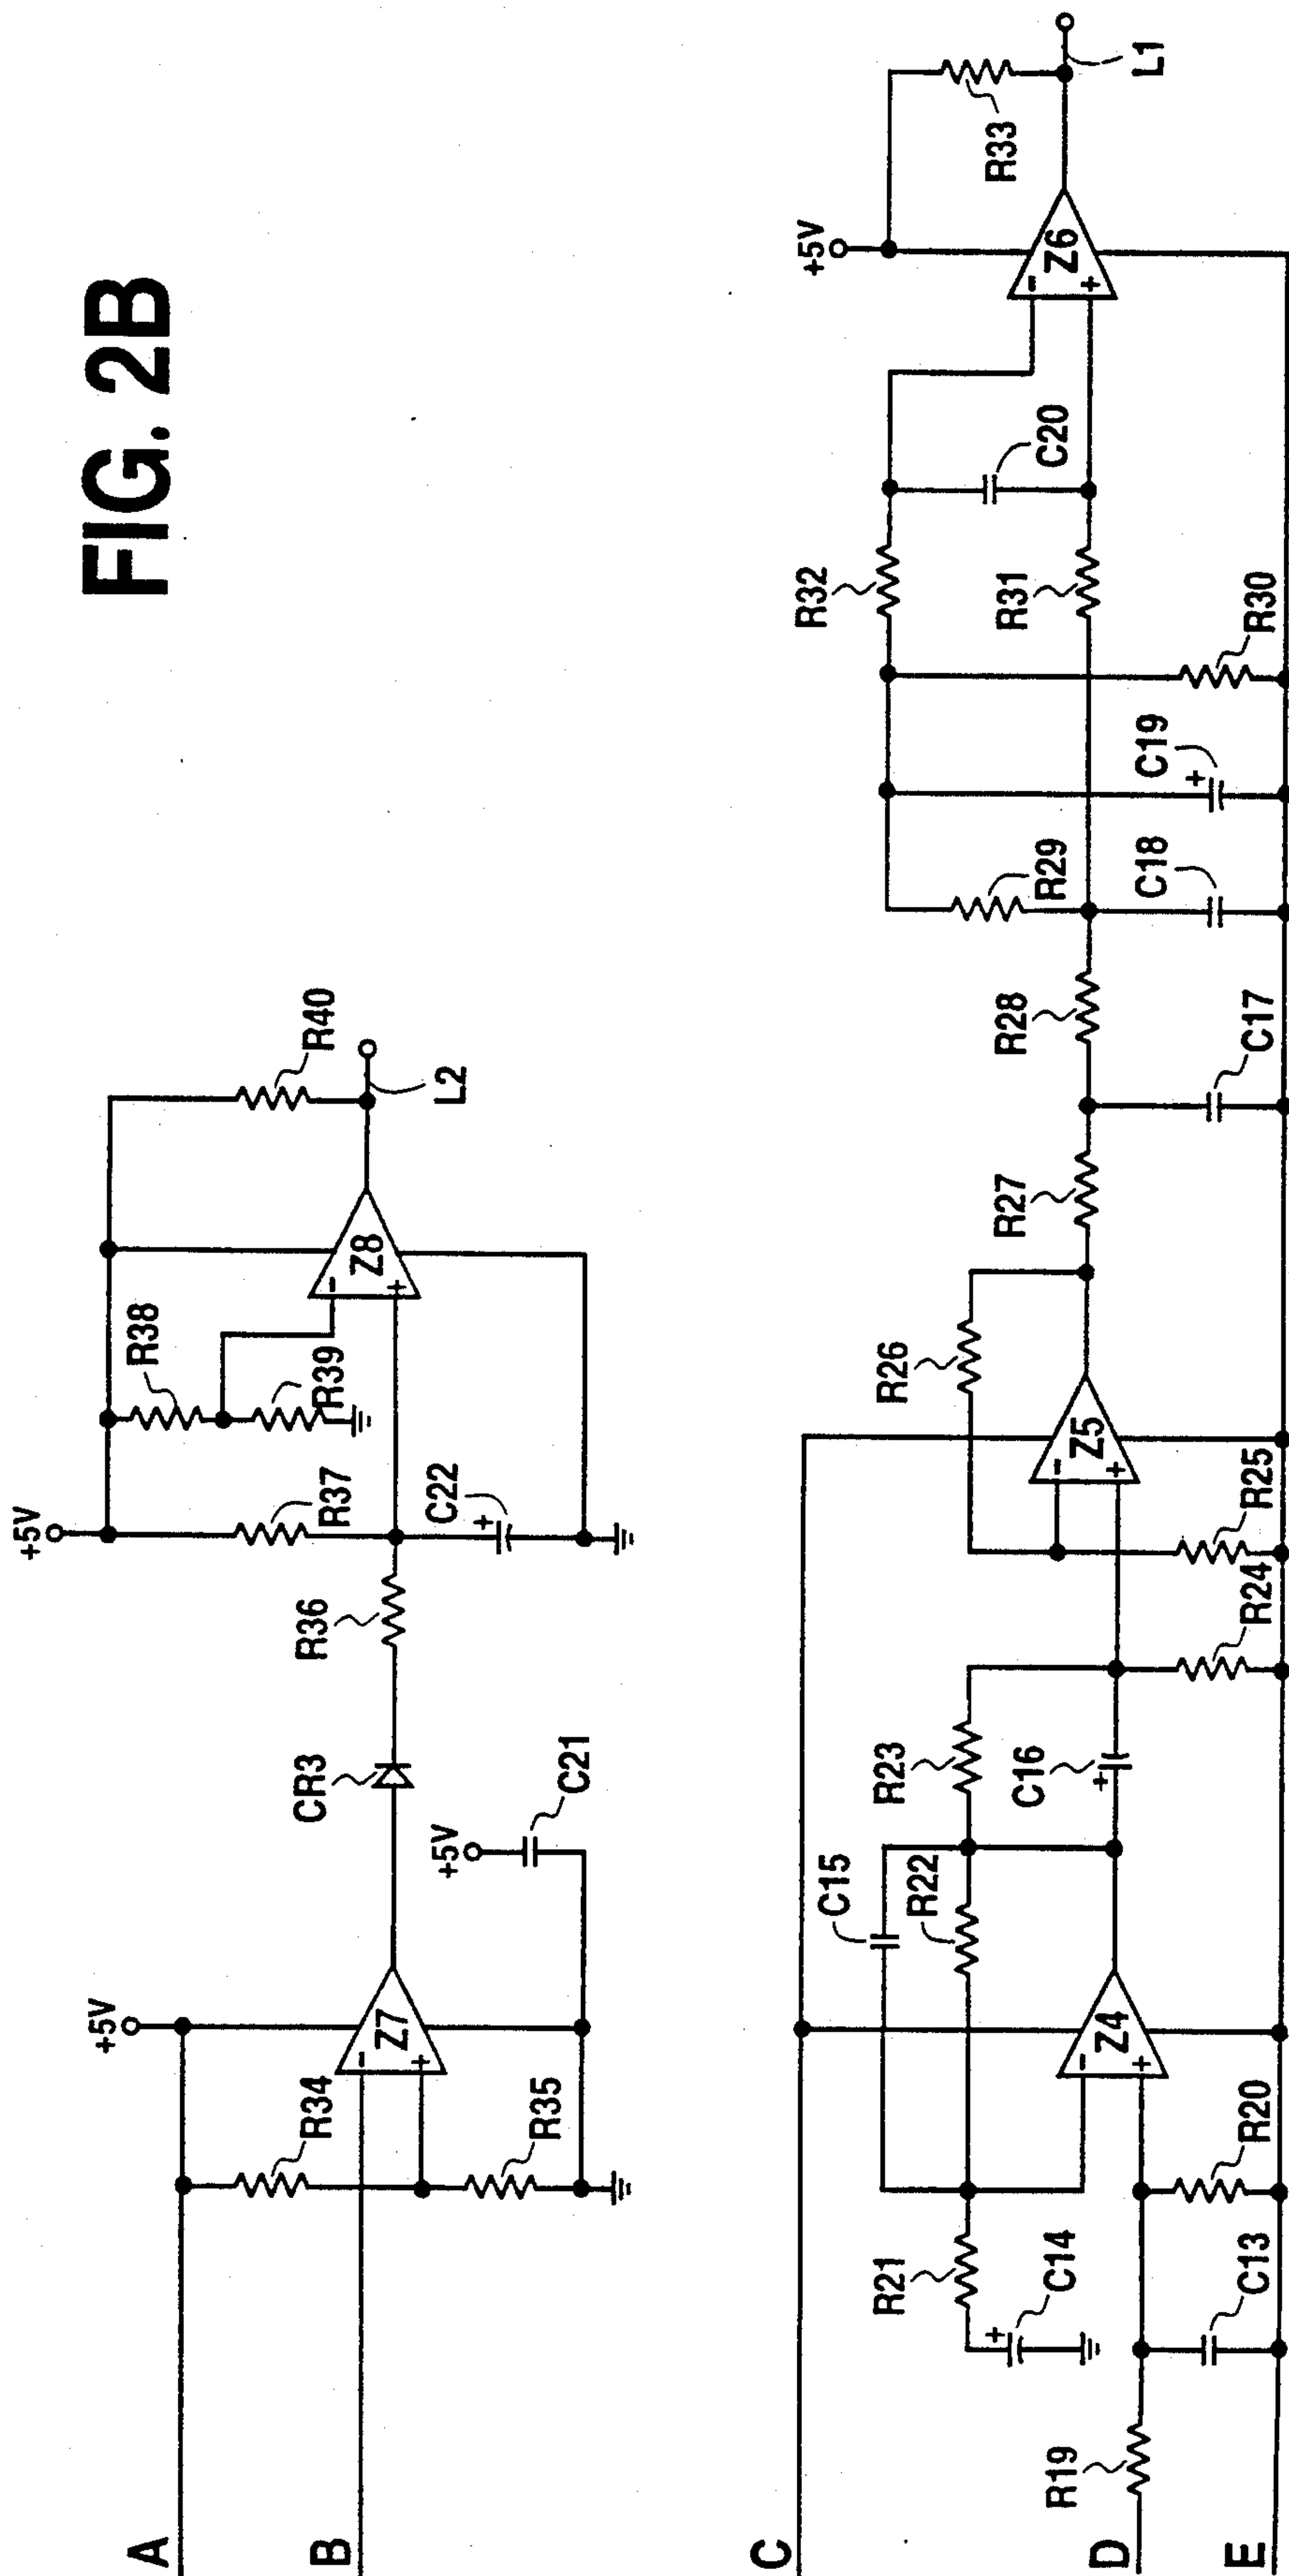 FIG. 2B
A
+5V
R34
B
Z7
-
+
R35
+5V
C21
CR3
R36
+5V
R37
R38
R39
C22
+
Z8
-
+
R40
L2
C
D
E
R19
C13
R20
R21
C14
+
Z4
-
+
C15
R22
R23
C16
+
R24
R25
Z5
-
+
R26
R27
C17
R28
R29
C18
C19
+
R30
R31
R32
C20
+5V
Z6
-
+
R33
L1